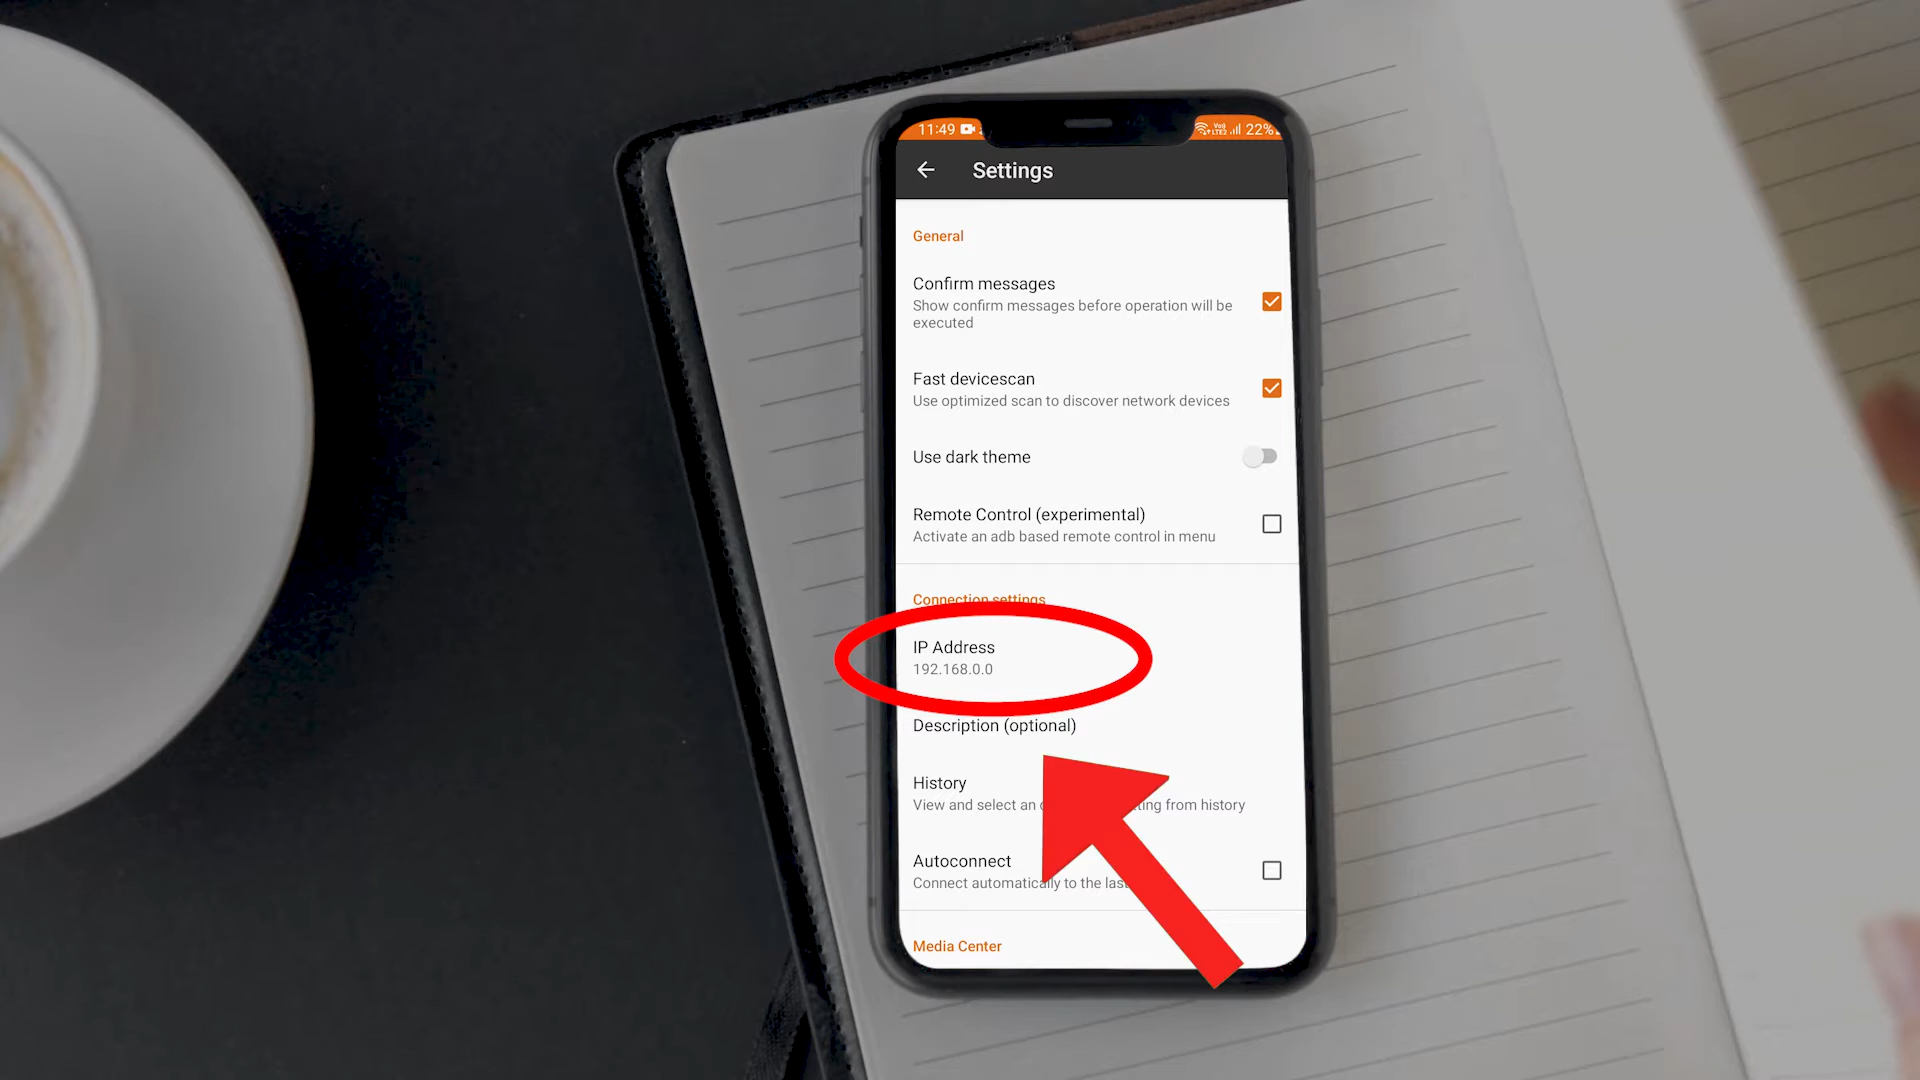 11:49
22%
Settings
General
Confirm messages
Show confirm messages before operation will be
executed
Fast devicescan
Use optimized scan to discover network devices
Use dark theme
Remote Control (experimental)
Activate an adb based remote control in menu
Connection settings
IP Address
192.168.0.0
Description (optional)
History
View and select an from history
Autoconnect
Connect automatically to the last
Media Center